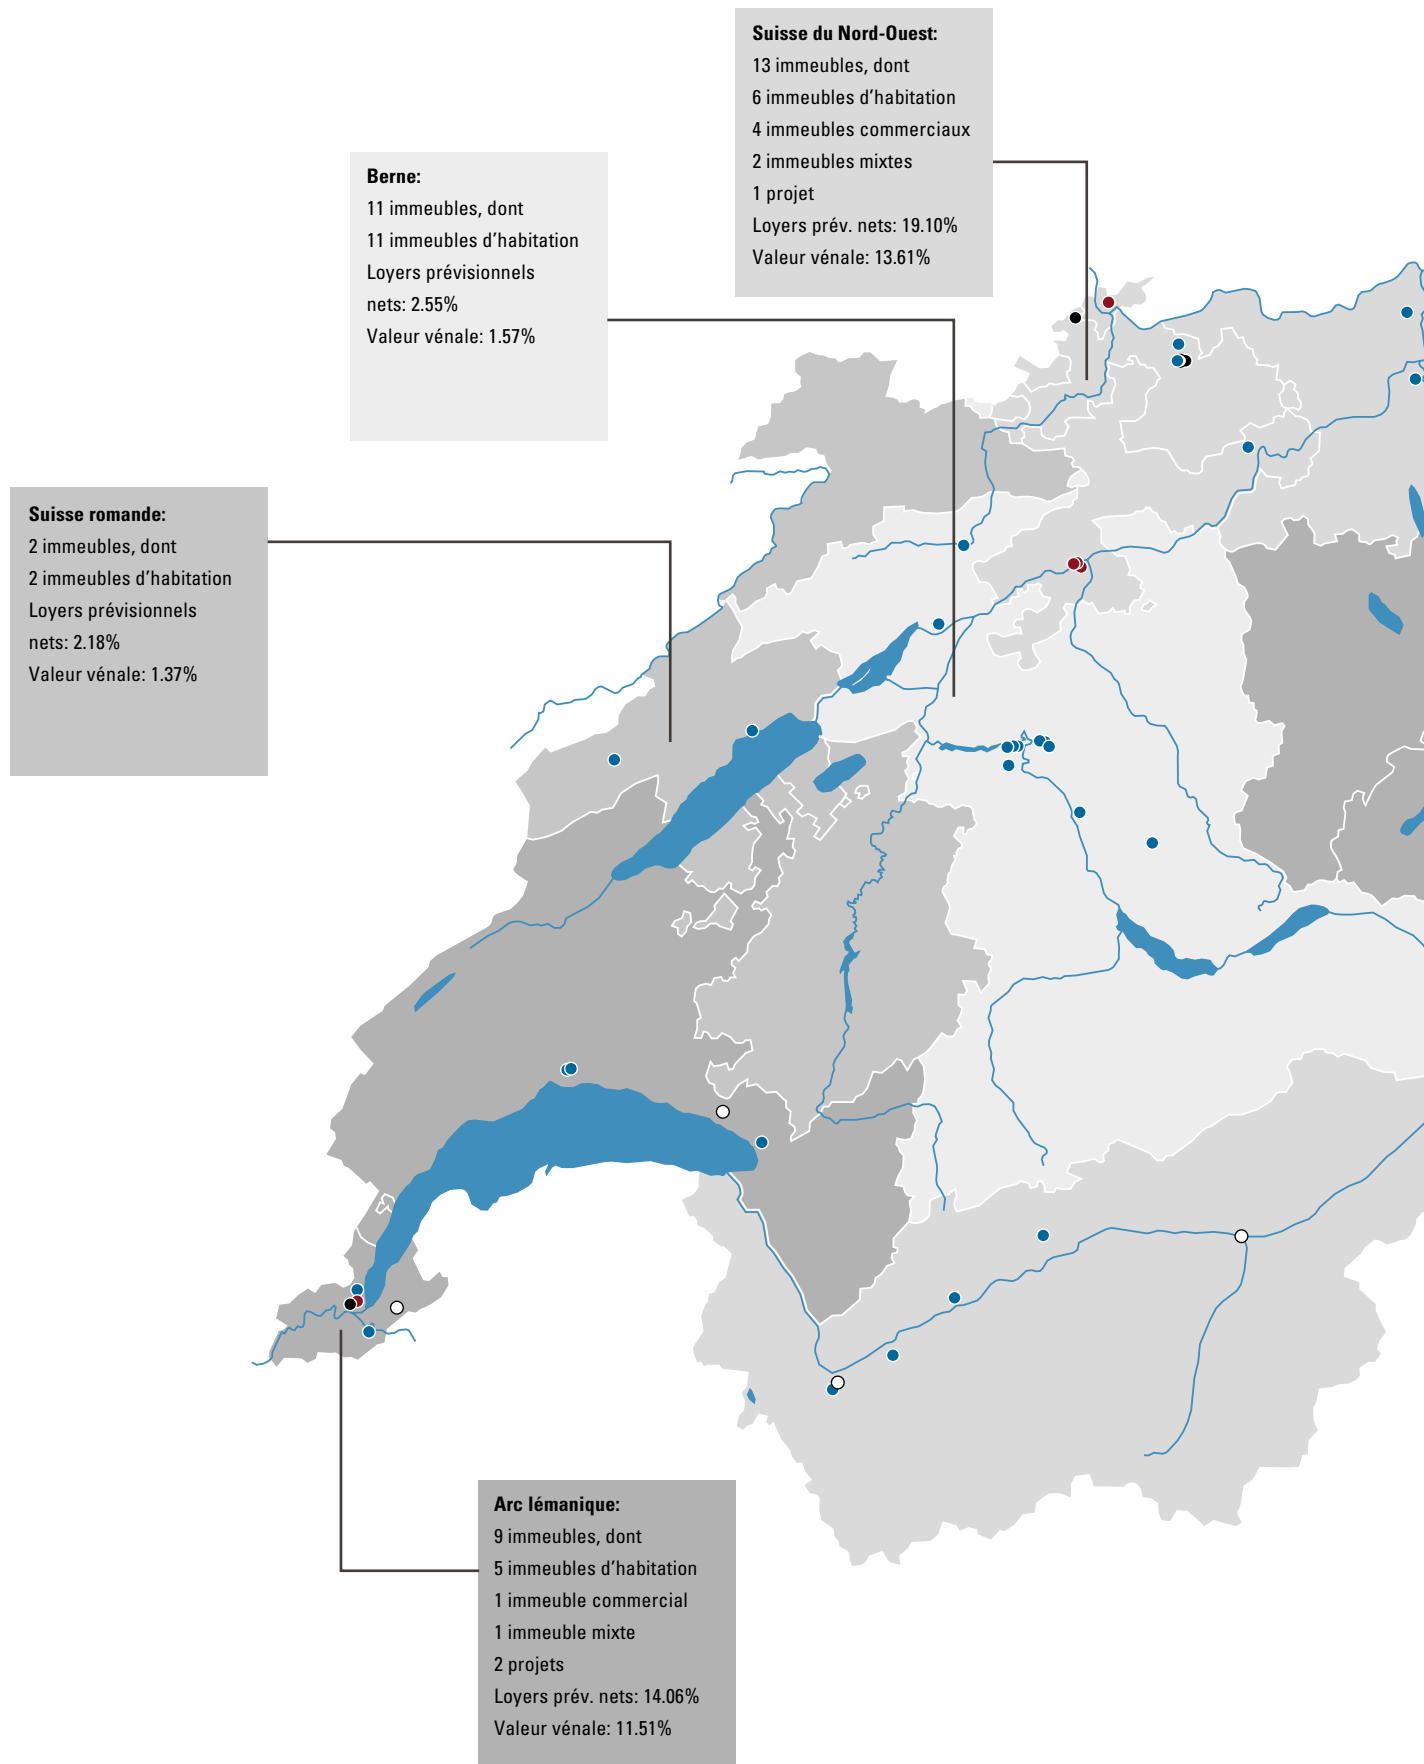 Suisse du Nord-Ouest:
13 immeubles, dont
6 immeubles d'habitation
4 immeubles commerciaux
2 immeubles mixtes
1 projet
Loyers prév. nets: 19.10%
Valeur vénale: 13.61%
Berne:
11 immeubles, dont
11 immeubles d'habitation
Loyers prévisionnels
nets: 2.55%
Valeur vénale: 1.57%
Suisse romande:
2 immeubles, dont
2 immeubles d'habitation
Loyers prévisionnels
nets: 2.18%
Valeur vénale: 1.37%
Arc lémanique:
9 immeubles, dont
5 immeubles d'habitation
1 immeuble commercial
1 immeuble mixte
2 projets
Loyers prév. nets: 14.06%
Valeur vénale: 11.51%